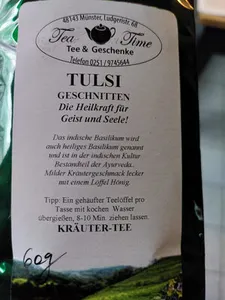 48143 Münster, Ludgeristr. 68
Tea Time
Tee & Geschenke
Telefon 0251 / 9745644
TULSI
GESCHNITTEN
Die Heilkraft für
Geist und Seele!
Das indische Basilikum wird
auch heiliges Basilikum genannt
und ist in der indischen Kultur
Bestandteil der Ayurveda.
Milder Kräutergeschmack lecker
mit einem Löffel Honig.
Tipp: Ein gehäufter Teelöffel pro
Tasse mit kochen Wasser
übergießen, 8-10 Min. ziehen lassen.
KRÄUTER-TEE
60g